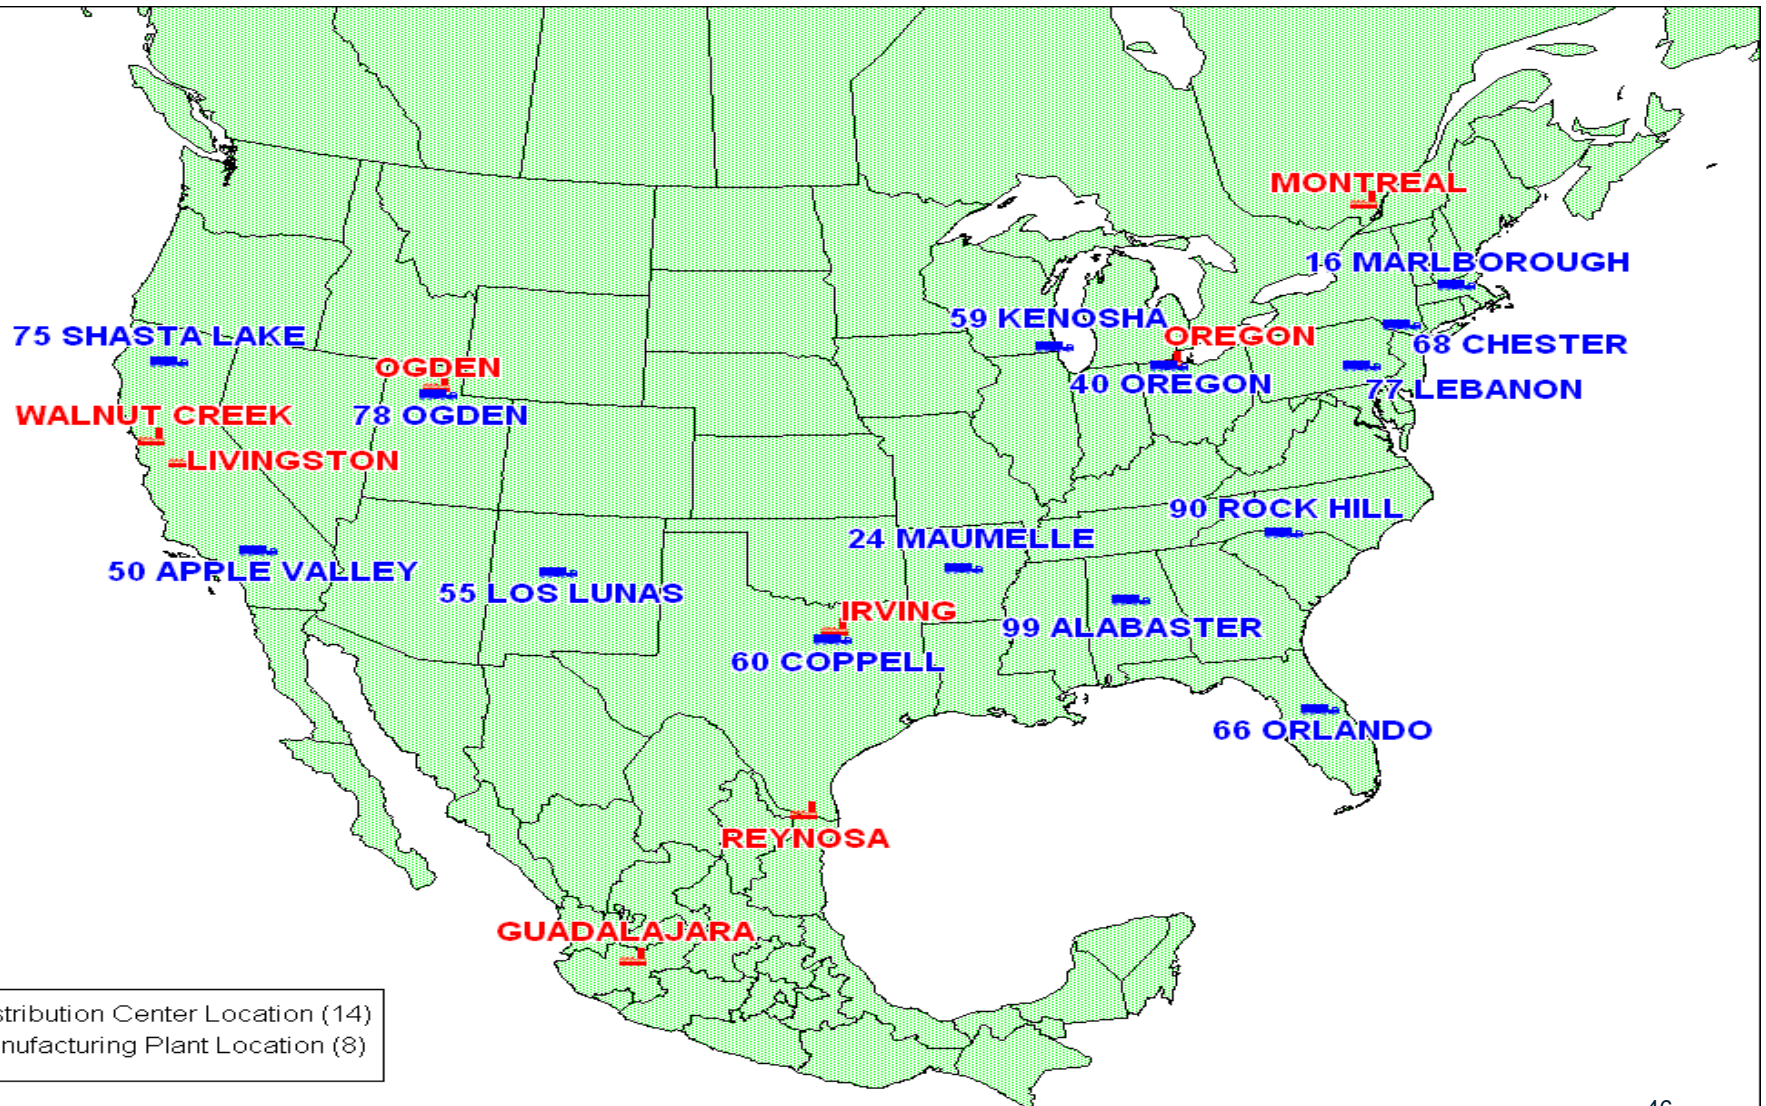 MONTREAL
16 MARLBOROUGH
59 KENOSHA
75 SHASTA LAKE
OREGON
68 CHESTER
OGDEN
40 OREGON
77 LEBANON
WALNUT CREEK
78 OGDEN
LIVINGSTON
90 ROCK HILL
24 MAUMELLE
50 APPLE VALLEY
55 LOS LUNAS
IRVING
99 ALABASTER
60 COPPELL
66 ORLANDO
REYNOSA
GUADALAJARA
stribution Center Location (14)
nufacturing Plant Location (8)